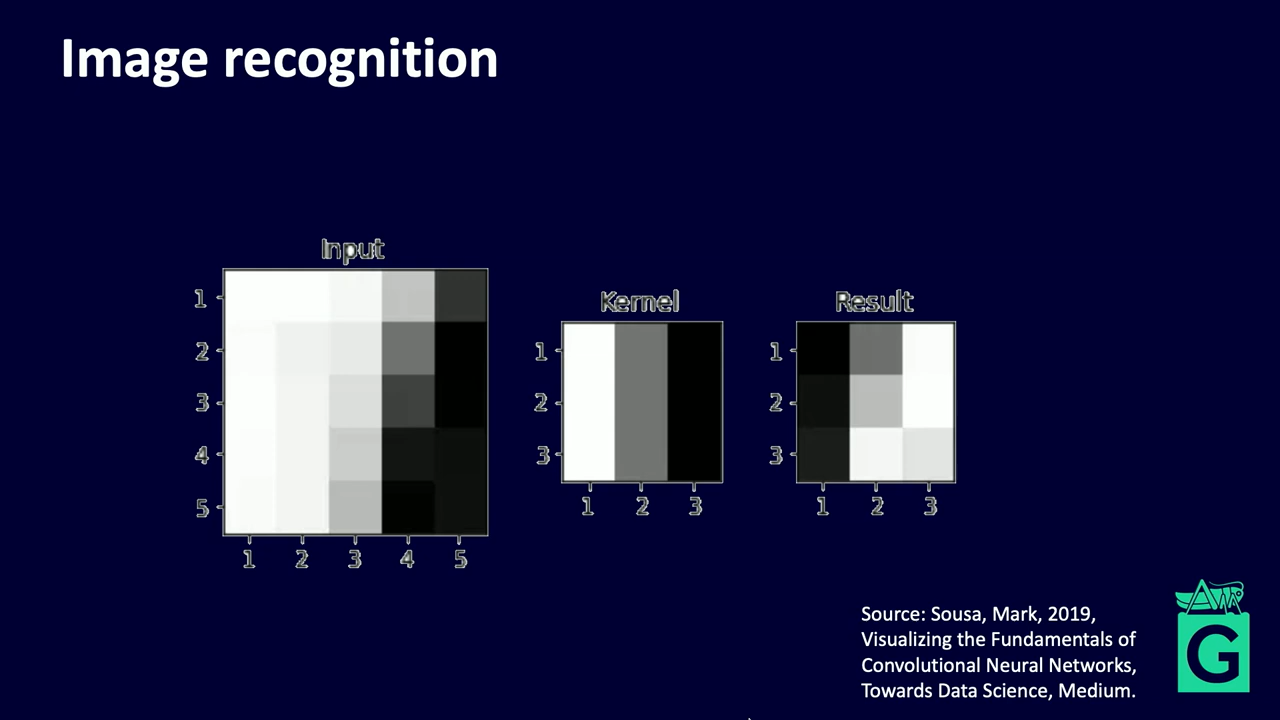 Image recognition
Input
1
2
3
4
5
1 2 3 4 5
Kernel
1
2
3
1 2 3
Result
1
2
3
1 2 3
Source: Sousa, Mark, 2019,
Visualizing the Fundamentals of
Convolutional Neural Networks,
Towards Data Science, Medium.
G